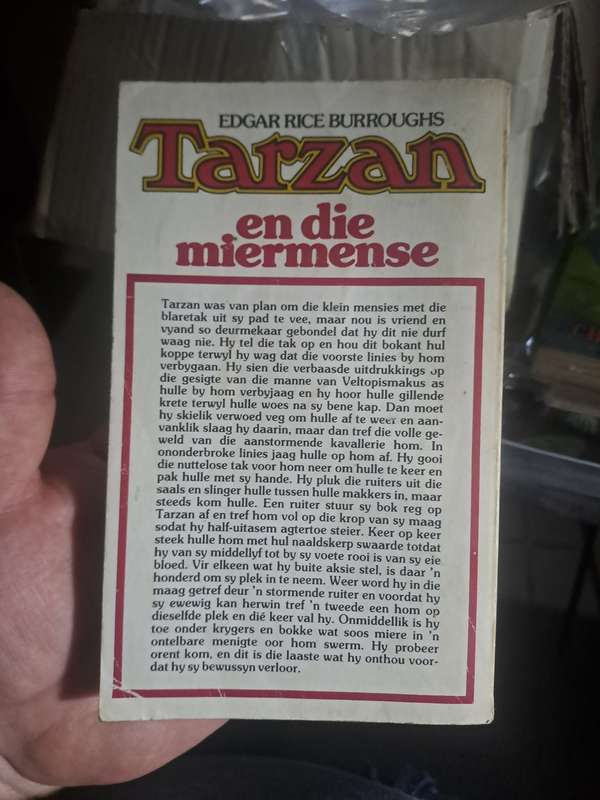 EDGAR RICE BURROUGHS
Tarzan
en die
miermense
Tarzan was van plan om die klein mensies met die
blaretak uit sy pad te vee, maar nou is vriend en
vyand so deurmekaar gebondel dat hy dit nie durf
waag nie. Hy tel die tak op en hou dit bokant hul
koppe terwyl hy wag dat die voorste linies by hom
verbygaan. Hy sien die verbaasde uitdrukkings op
die gesigte van die manne van Veltopismakus as
hulle by hom verbyjaag en hy hoor hulle gillende
krete terwyl hulle woes na sy bene kap. Dan moet
hy skielik verwoed veg om hulle af te weer en aan-
vanklik slaag hy daarin, maar dan tref die volle ge-
weld van die aanstormende kavallerie hom. In
ononderbroke linies jaag hulle op hom af. Hy gooi
die nuttelose tak voor hom neer om hulle te keer en
pak hulle met sy hande. Hy pluk die ruiters uit die
saals en slinger hulle tussen hulle makkers in, maar
steeds kom hulle. Een ruiter stuur sy bok reg op
Tarzan af en tref hom vol op die krop van sy maag
sodat hy half-uitasem agtertoe steier. Keer op keer
steek hulle hom met hul naaldskerp swaarde totdat
hy van sy middellyf tot by sy voete rooi is van sy eie
bloed. Vir elkeen wat hy buite aksie stel, is daar 'n
honderd om sy plek in te neem. Weer word hy in die
maag getref deur 'n stormende ruiter en voordat hy
sy ewewig kan herwin tref 'n tweede een hom op
dieselfde plek en dié keer val hy. Onmiddellik is hy
toe onder krygers en bokke wat soos miere in 'n
ontelbare menigte oor hom swerm. Hy probeer
orent kom, en dit is die laaste wat hy onthou voor-
dat hy sy bewussyn verloor.